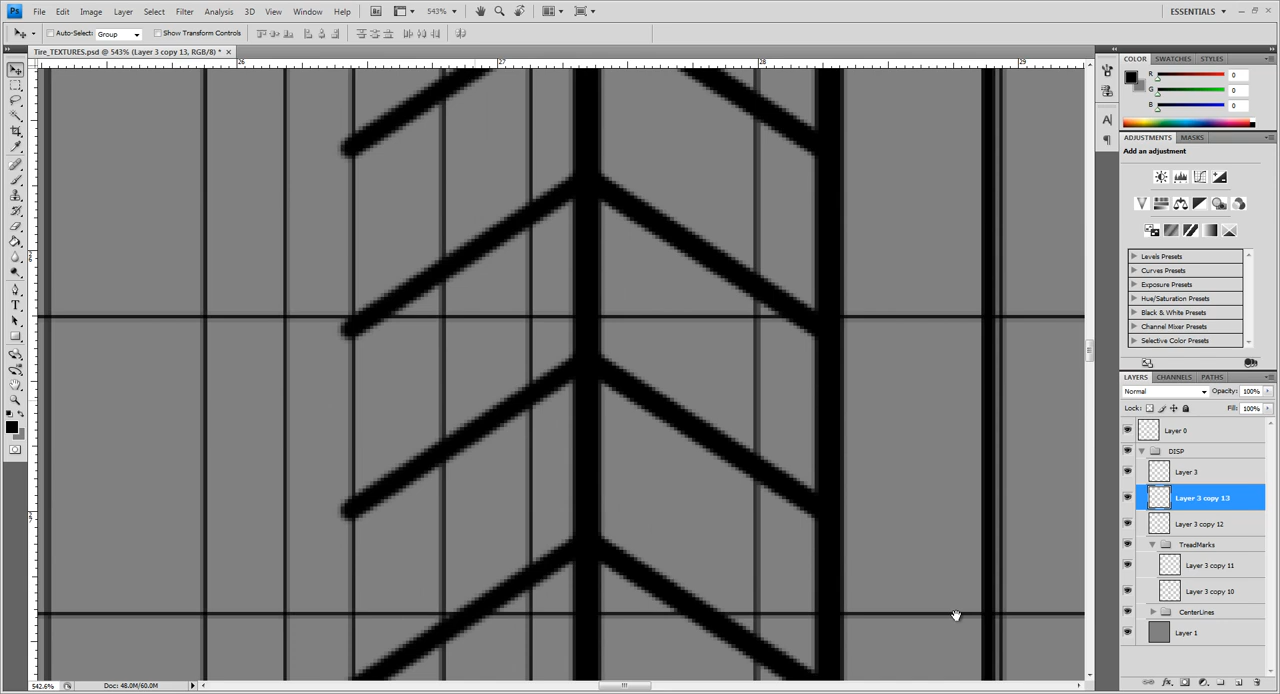 Ps File Edit Image Layer Select Filter Analysis 3D View Window Help 543% ESSENTIALS
Auto-Select: Group Show Transform Controls
Tire_TEXTURES.psd @ 543% (Layer 3 copy 13, RGB/8) * ×
26 27 28 29
COLOR SWATCHES STYLES
R 0
G 0
B 0
ADJUSTMENTS MASKS
Add an adjustment
Levels Presets
Curves Presets
Exposure Presets
Hue/Saturation Presets
Black & White Presets
Channel Mixer Presets
Selective Color Presets
LAYERS CHANNELS PATHS
Normal Opacity: 100%
Lock: Fill: 100%
Layer 0
DISP
Layer 3
Layer 3 copy 13
Layer 3 copy 12
TreadMarks
Layer 3 copy 11
Layer 3 copy 10
CenterLines
Layer 1
542.6% Doc: 48.0M/60.0M